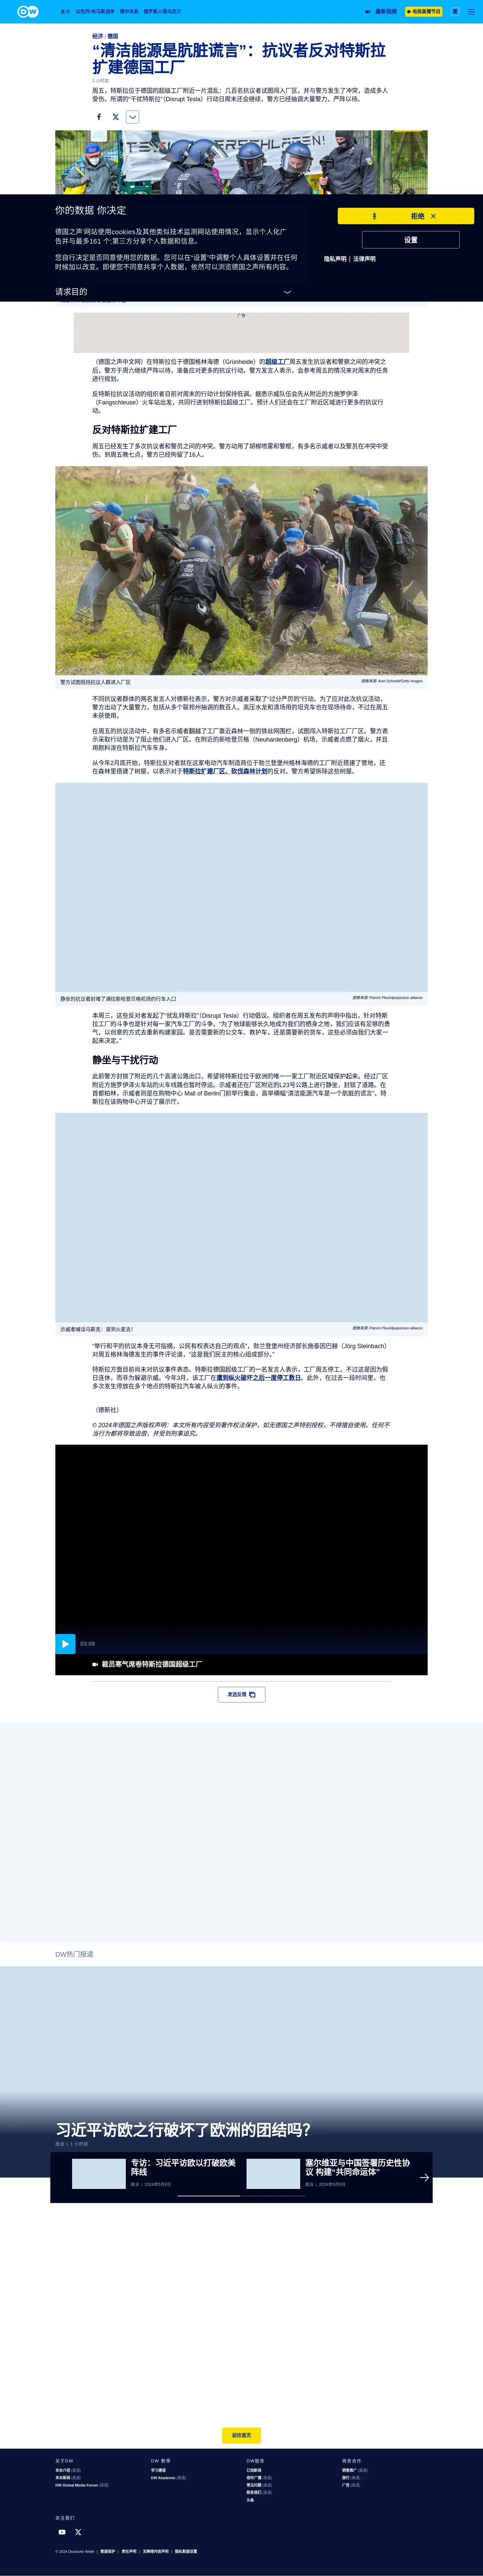 DW
焦点
以色列-哈马斯战争
德中关系
俄罗斯入侵乌克兰
最新视频
电视直播节目
繁
经济 | 德国
“清洁能源是肮脏谎言”：抗议者反对特斯拉
扩建德国工厂
2 小时前
周五，特斯拉位于德国的超级工厂附近一片混乱：几百名抗议者试图闯入厂区，并与警方发生了冲突，造成多人
受伤。所谓的“干扰特斯拉”（Disrupt Tesla）行动日周末还会继续，警方已经抽调大量警力，严阵以待。
你的数据 你决定
德国之声’网站使用cookies及其他类似技术监测网站使用情况，显示个人化广
告并与最多161 个;第三方分享个人数据和信息。
您自行决定是否同意使用您的数据。您可以在“设置”中调整个人具体设置并在任何
时候加以改变。即便您不同意共享个人数据，依然可以浏览德国之声所有内容。
请求目的
拒绝
设置
隐私声明 | 法律声明
广告
（德国之声中文网）在特斯拉位于德国格林海德（Grünheide）的超级工厂周五发生抗议者和警察之间的冲突之
后，警方于周六继续严阵以待，准备应对更多的抗议行动。警方发言人表示，会参考周五的情况来对周末的任务
进行规划。
反特斯拉抗议活动的组织者目前对周末的行动计划保持低调。据悉示威队伍会先从附近的方施罗伊泽
（Fangschleuse）火车站出发，共同行进到特斯拉超级工厂。预计人们还会在工厂附近区域进行更多的抗议行
动。
反对特斯拉扩建工厂
周五已经发生了多次抗议者和警员之间的冲突。警方动用了胡椒喷雾和警棍，有多名示威者以及警员在冲突中受
伤。到周五晚七点，警方已经拘留了16人。
警方试图阻挡抗议人群进入厂区
图像来源: Axel Schmidt/Getty Images
不同抗议者群体的两名发言人对德新社表示，警方对示威者采取了“过分严厉的”行动。为了应对此次抗议活动，
警方出动了大量警力，包括从多个联邦州抽调的数百人。高压水龙和清场用的坦克车也在现场待命，不过在周五
未获使用。
在周五的抗议活动中，有多名示威者翻越了工厂靠近森林一侧的铁丝网围栏，试图闯入特斯拉工厂厂区。警方表
示采取行动是为了阻止他们进入厂区。在附近的新哈登贝格（Neuhardenberg）机场，示威者点燃了烟火，并且
用颜料泼在特斯拉汽车车身。
从今年2月底开始，特斯拉反对者就在这家电动汽车制造商位于勃兰登堡州格林海德的工厂附近搭建了营地，还
在森林里搭建了树屋，以表示对于特斯拉扩建厂区、砍伐森林计划的反对。警方希望拆除这些树屋。
静坐的抗议者封堵了通往新哈登贝格机场的行车入口
图像来源: Patrick Pleul/dpa/picture alliance
本周三，这些反对者发起了“扰乱特斯拉”（Disrupt Tesla）行动倡议。组织者在周五发布的声明中指出，针对特斯
拉工厂的斗争也是针对每一家汽车工厂的斗争。“为了地球能够长久地成为我们的栖身之地，我们应该有足够的勇
气，以创意的方式去重新构建家园。是否需要新的公交车、救护车，还是需要新的货车，这些必须由我们大家一
起来决定。”
静坐与干扰行动
此前警方封锁了附近的几个高速公路出口，希望将特斯拉位于欧洲的唯一一家工厂附近区域保护起来。经过厂区
附近方施罗伊泽火车站的火车线路也暂时停运。示威者还在厂区附近的L23号公路上进行静坐，封锁了道路。在
首都柏林，示威者则是在购物中心 Mall of Berlin门前举行集会，高举横幅“清洁能源汽车是一个肮脏的谎言”。特
斯拉在该购物中心开设了展示厅。
示威者喊话马斯克：滚到火星去！
图像来源: Patrick Pleul/dpa/picture alliance
“举行和平的抗议本身无可指摘，公民有权表达自己的观点”，勃兰登堡州经济部长施泰因巴赫（Jörg Steinbach）
对周五格林海德发生的事件评论道，“这是我们民主的核心组成部分。”
特斯拉方面目前尚未对抗议事件表态。特斯拉德国超级工厂的一名发言人表示，工厂周五停工，不过这是因为假
日连休，而非为躲避示威。今年3月，该工厂在遭到纵火破坏之后一度停工数日。此外，在过去一段时间里，也
多次发生停放在多个地点的特斯拉汽车被人纵火的事件。
（德新社）
© 2024年德国之声版权声明：本文所有内容受到著作权法保护，如无德国之声特别授权，不得擅自使用。任何不
当行为都将导致追偿，并受到刑事追究。
03:09
裁员寒气席卷特斯拉德国超级工厂
发送反馈
DW热门报道
习近平访欧之行破坏了欧洲的团结吗？
政治 | 1 小时前
专访：习近平访欧以打破欧美
阵线
政治 | 2024年5月8日
塞尔维亚与中国签署历史性协
议 构建“共同命运体”
政治 | 2024年5月9日
前往首页
关于DW
本台介绍 (英语)
本台新闻 (英语)
DW Global Media Forum (英语)
DW 教学
学习德语
DW Akademie (英语)
DW服务
订阅新闻
收听广播 (英语)
常见问题 (英语)
联系我们 (英语)
头条
商务合作
销售推广 (英语)
旅行 (英语)
广告 (英语)
关注我们
© 2024 Deutsche Welle | 数据保护 | 责任声明 | 无障碍内容声明 | 隐私数据设置